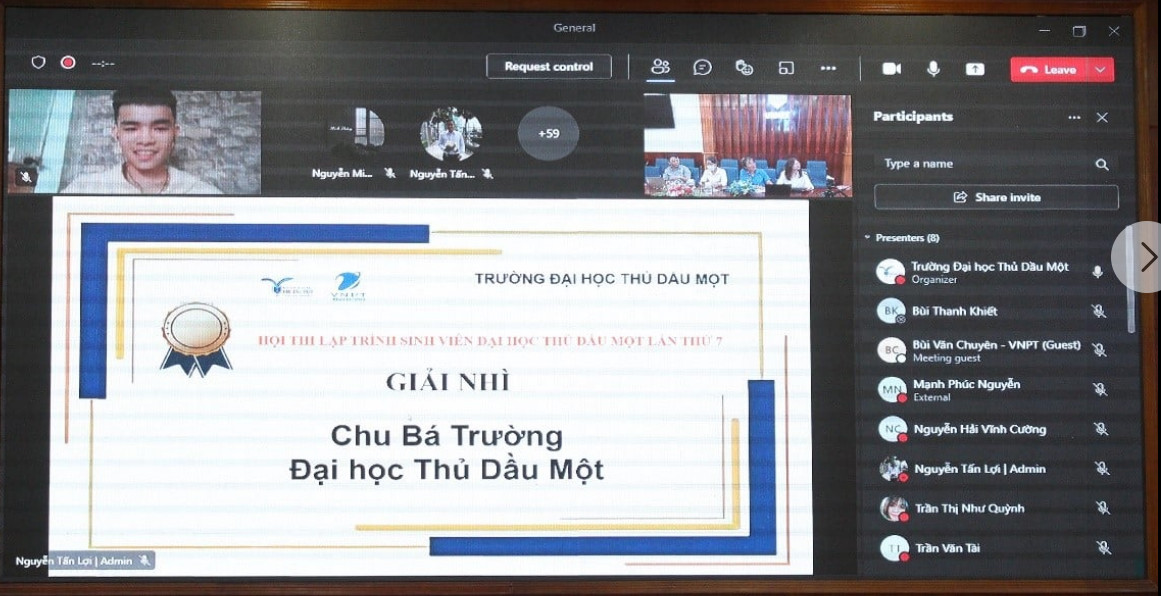 General
--:--
Request control
Leave
Nguyễn Mi...
Nguyễn Tấn...
+59
Participants
Type a name
Share invite
Presenters (8)
Trường Đại học Thủ Dầu Một
Organizer
BK
Bùi Thanh Khiết
BC
Bùi Văn Chuyên - VNPT (Guest)
Meeting guest
MN
Mạnh Phúc Nguyễn
External
NC
Nguyễn Hải Vĩnh Cường
Nguyễn Tấn Lợi | Admin
Trần Thị Như Quỳnh
TT
Trần Văn Tài
VNPT
TRƯỜNG ĐẠI HỌC THỦ DẦU MỘT
HỘI THI LẬP TRÌNH SINH VIÊN ĐẠI HỌC THỦ DẦU MỘT LẦN THỨ 7
GIẢI NHÌ
Chu Bá Trường
Đại học Thủ Dầu Một
Nguyễn Tấn Lợi | Admin